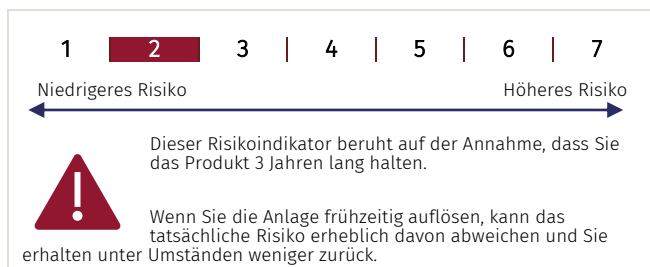 1 2 3 4 5 6 7
Niedrigeres Risiko Höheres Risiko
Dieser Risikoindikator beruht auf der Annahme, dass Sie
das Produkt 3 Jahren lang halten.
Wenn Sie die Anlage frühzeitig auflösen, kann das
tatsächliche Risiko erheblich davon abweichen und Sie
erhalten unter Umständen weniger zurück.